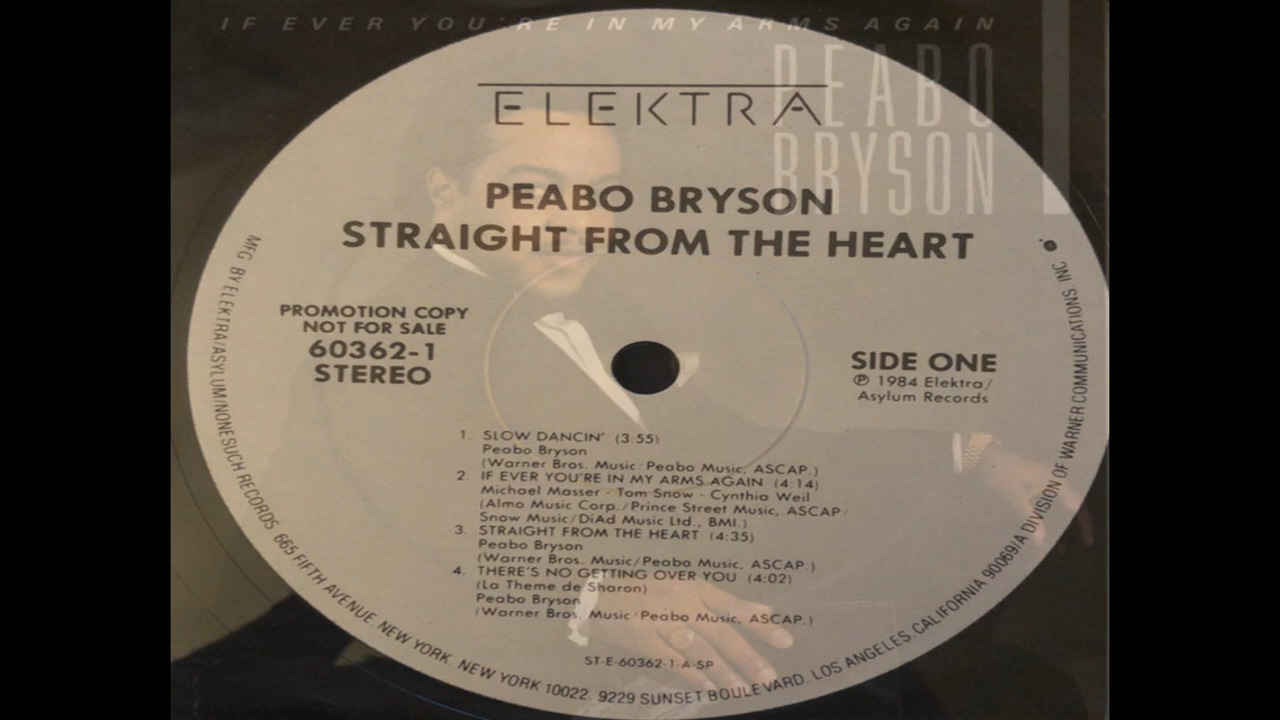 IF EVER YOU'RE IN MY ARMS AGAIN
PEABO
BRYSON
ELEKTRA
PEABO BRYSON
STRAIGHT FROM THE HEART
PROMOTION COPY
NOT FOR SALE
60362-1
STEREO
SIDE ONE
℗ 1984 Elektra/
Asylum Records
1. SLOW DANCIN' (3:55)
Peabo Bryson
(Warner Bros. Music/Peabo Music, ASCAP.)
2. IF EVER YOU'RE IN MY ARMS AGAIN (4:14)
Michael Masser - Tom Snow - Cynthia Weil
(Almo Music Corp./Prince Street Music, ASCAP/
Snow Music/DiAd Music Ltd., BMI.)
3. STRAIGHT FROM THE HEART (4:35)
Peabo Bryson
(Warner Bros. Music/Peabo Music, ASCAP.)
4. THERE'S NO GETTING OVER YOU (4:02)
(La Theme de Sharon)
Peabo Bryson
(Warner Bros. Music/Peabo Music, ASCAP.)
ST-E-60362-1-A-SP
MFG. BY ELEKTRA/ASYLUM/NONESUCH RECORDS, 665 FIFTH AVENUE, NEW YORK, NEW YORK 10022. 9229 SUNSET BOULEVARD, LOS ANGELES, CALIFORNIA 90069/A DIVISION OF WARNER COMMUNICATIONS, INC.